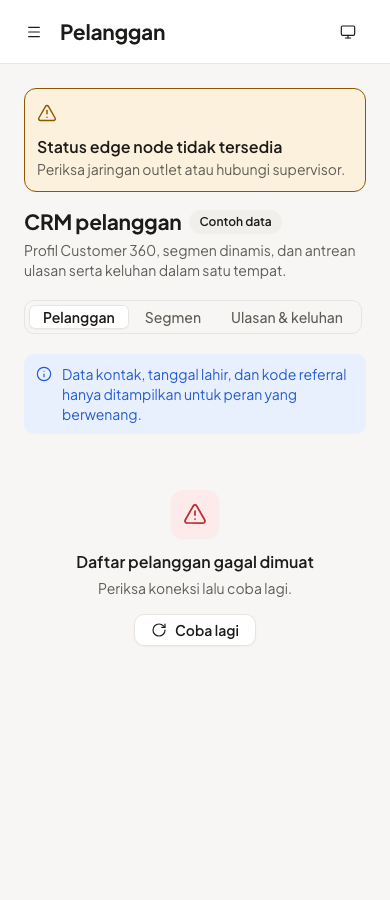 Pelanggan
Status edge node tidak tersedia
Periksa jaringan outlet atau hubungi supervisor.
CRM pelanggan
Contoh data
Profil Customer 360, segmen dinamis, dan antrean
ulasan serta keluhan dalam satu tempat.
Pelanggan
Segmen
Ulasan & keluhan
Data kontak, tanggal lahir, dan kode referral
hanya ditampilkan untuk peran yang
berwenang.
Daftar pelanggan gagal dimuat
Periksa koneksi lalu coba lagi.
Coba lagi